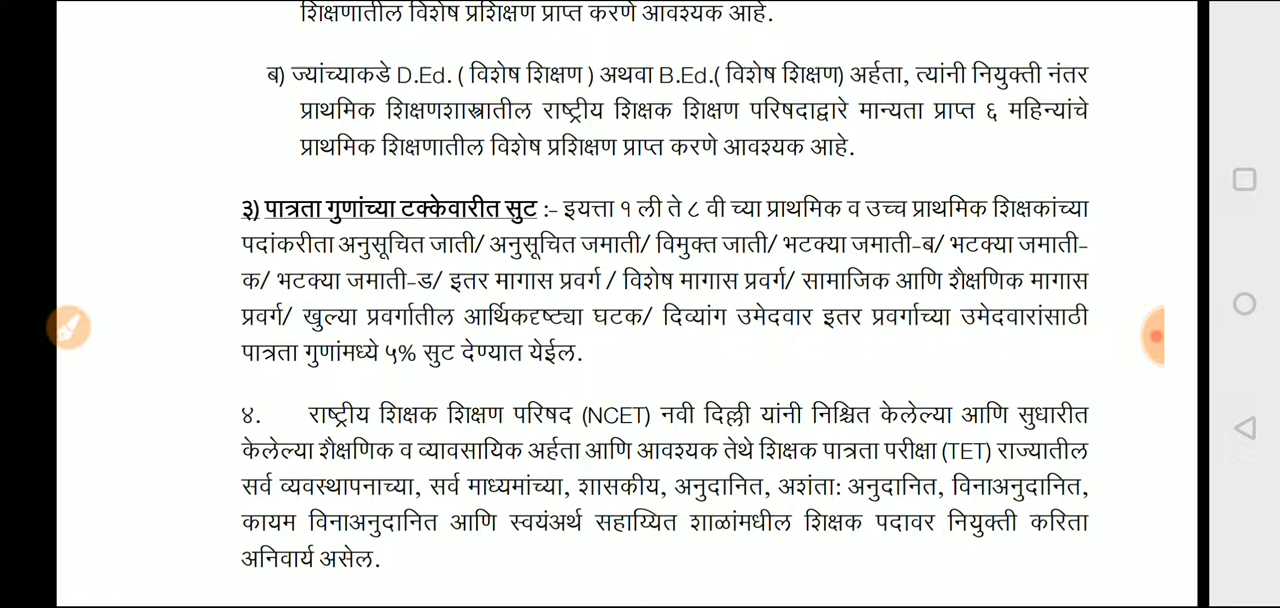 शिक्षणातील विशेष प्रशिक्षण प्राप्त करणे आवश्यक आहे.
ब) ज्यांच्याकडे D.Ed. ( विशेष शिक्षण ) अथवा B.Ed.( विशेष शिक्षण) अर्हता, त्यांनी नियुक्ती नंतर
प्राथमिक शिक्षणशास्त्रातील राष्ट्रीय शिक्षक शिक्षण परिषदाद्वारे मान्यता प्राप्त ६ महिन्यांचे
प्राथमिक शिक्षणातील विशेष प्रशिक्षण प्राप्त करणे आवश्यक आहे.
३) पात्रता गुणांच्या टक्केवारीत सुट :- इयत्ता १ ली ते ८ वी च्या प्राथमिक व उच्च प्राथमिक शिक्षकांच्या
पदांकरीता अनुसूचित जाती/ अनुसूचित जमाती/ विमुक्त जाती/ भटक्या जमाती-ब/ भटक्या जमाती-
क/ भटक्या जमाती-ड/ इतर मागास प्रवर्ग / विशेष मागास प्रवर्ग/ सामाजिक आणि शैक्षणिक मागास
प्रवर्ग/ खुल्या प्रवर्गातील आर्थिकदृष्ट्या घटक/ दिव्यांग उमेदवार इतर प्रवर्गाच्या उमेदवारांसाठी
पात्रता गुणांमध्ये ५% सुट देण्यात येईल.
४. राष्ट्रीय शिक्षक शिक्षण परिषद (NCET) नवी दिल्ली यांनी निश्चित केलेल्या आणि सुधारीत
केलेल्या शैक्षणिक व व्यावसायिक अर्हता आणि आवश्यक तेथे शिक्षक पात्रता परीक्षा (TET) राज्यातील
सर्व व्यवस्थापनाच्या, सर्व माध्यमांच्या, शासकीय, अनुदानित, अशंता: अनुदानित, विनाअनुदानित,
कायम विनाअनुदानित आणि स्वयंअर्थ सहाय्यित शाळांमधील शिक्षक पदावर नियुक्ती करिता
अनिवार्य असेल.